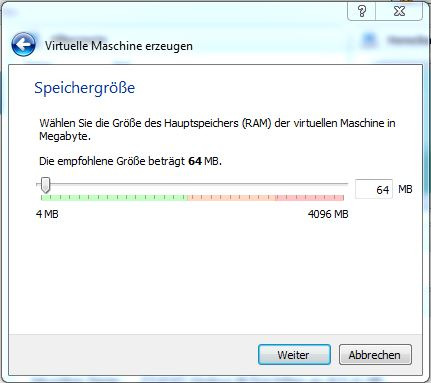 Virtuelle Maschine erzeugen
Speichergröße
Wählen Sie die Größe des Hauptspeichers (RAM) der virtuellen Maschine in
Megabyte.
Die empfohlene Größe beträgt 64 MB.
64 MB
4 MB 4096 MB
Weiter Abbrechen